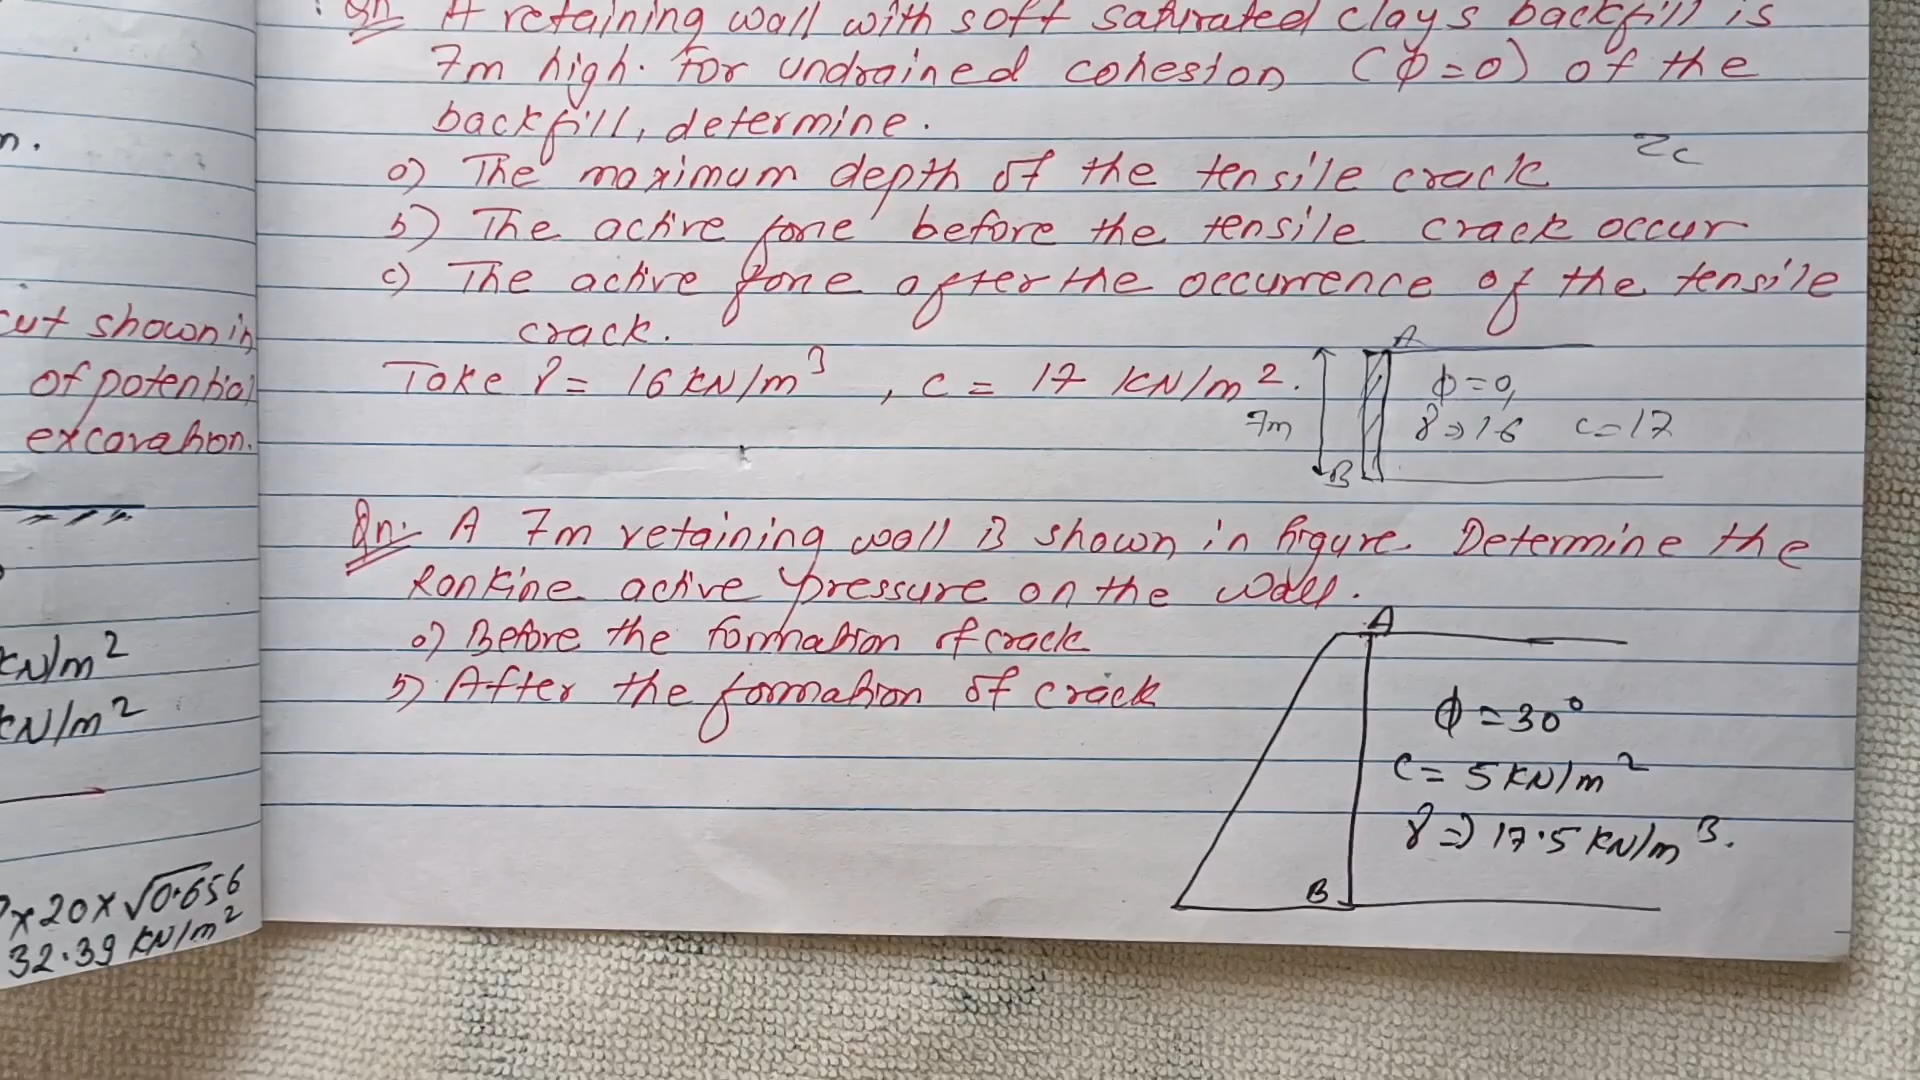 n.
cut shown in
of potential
excavation.
kN/m²
kN/m²
x20x√0.656
32.39 KN/m²
Qn A retaining wall with soft saturated clays backfill is
7m high. For undrained cohesion (φ=0) of the
backfill, determine.
a) The maximum depth of the tensile crack
Zc
b) The active force before the tensile crack occur
c) The active force after the occurrence of the tensile
crack.
Take γ= 16 kN/m³, c = 17 KN/m².
A
7m
B
φ=0,
γ⇒16 c=17
Qn:- A 7m retaining wall is shown in figure. Determine the
Rankine active pressure on the wall.
a) Before the formation of crack
b) After the formation of crack
A
φ = 30°
c = 5 KN/m²
γ ⇒ 17.5 KN/m³.
B